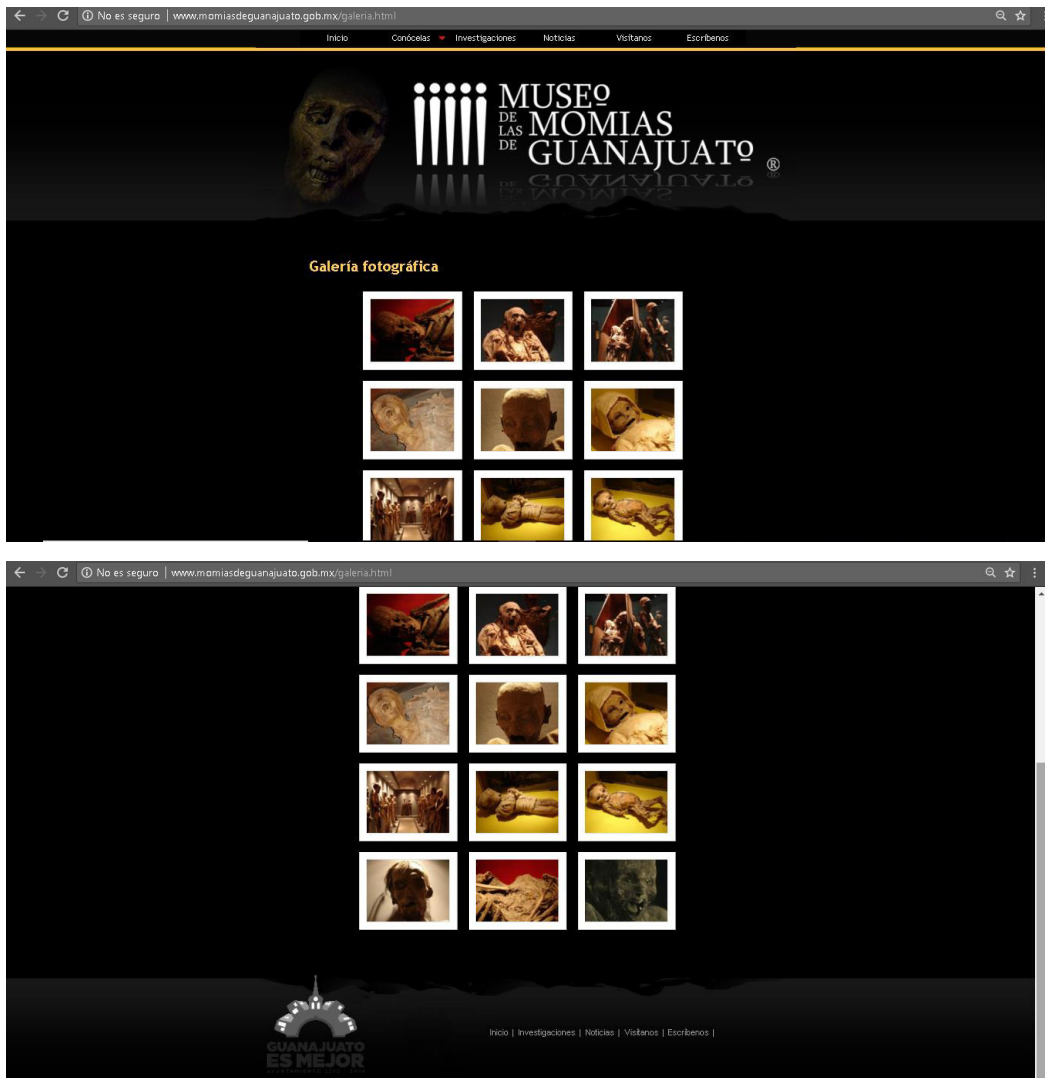 No es seguro | www.momiasdeguanajuato.gob.mx/galeria.html
Inicio Conócelas Investigaciones Noticias Visítanos Escríbenos
MUSEº
DE LAS DE
MOMIAS
GUANAJUATº ®
Galería fotográfica
No es seguro | www.momiasdeguanajuato.gob.mx/galeria.html
Inicio | Investigaciones | Noticias | Visítanos | Escríbenos |
GUANAJUATO
ES MEJOR